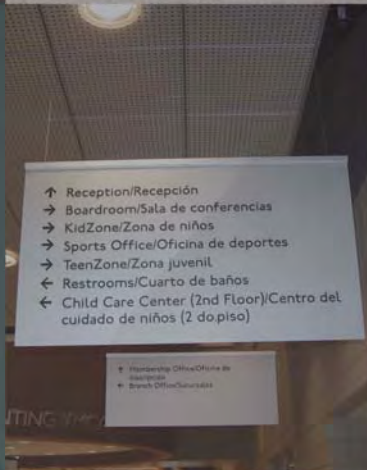 ↑ Reception/Recepción
→ Boardroom/Sala de conferencias
→ KidZone/Zona de niños
→ Sports Office/Oficina de deportes
→ TeenZone/Zona juvenil
← Restrooms/Cuarto de baños
← Child Care Center (2nd Floor)/Centro del
cuidado de niños (2 do.piso)
↑ Membership Office/Oficina de
← Branch Office/Sucursales